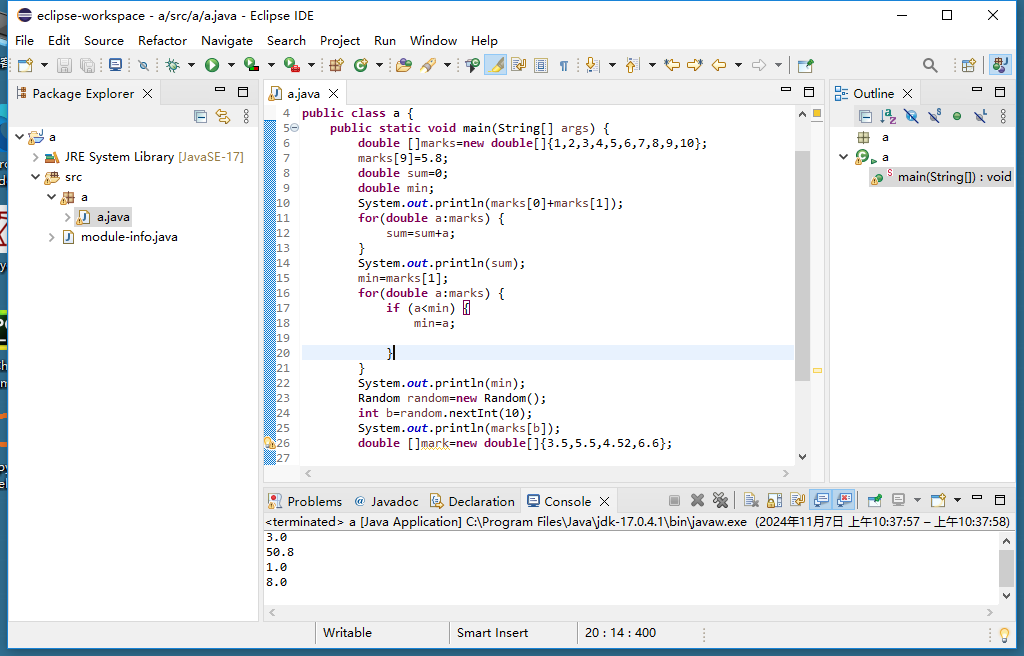 eclipse-workspace - a/src/a/a.java - Eclipse IDE
File Edit Source Refactor Navigate Search Project Run Window Help
Package Explorer
a
JRE System Library [JavaSE-17]
src
a
a.java
module-info.java
a.java
4 public class a {
5 public static void main(String[] args) {
6 double []marks=new double[]{1,2,3,4,5,6,7,8,9,10};
7 marks[9]=5.8;
8 double sum=0;
9 double min;
10 System.out.println(marks[0]+marks[1]);
11 for(double a:marks) {
12 sum=sum+a;
13 }
14 System.out.println(sum);
15 min=marks[1];
16 for(double a:marks) {
17 if (a<min) {
18 min=a;
19
20 }
21 }
22 System.out.println(min);
23 Random random=new Random();
24 int b=random.nextInt(10);
25 System.out.println(marks[b]);
26 double []mark=new double[]{3.5,5.5,4.52,6.6};
27
Outline
a
a
main(String[]) : void
Problems Javadoc Declaration Console
<terminated> a [Java Application] C:\Program Files\Java\jdk-17.0.4.1\bin\javaw.exe (2024年11月7日 上午10:37:57 – 上午10:37:58)
3.0
50.8
1.0
8.0
Writable Smart Insert 20 : 14 : 400